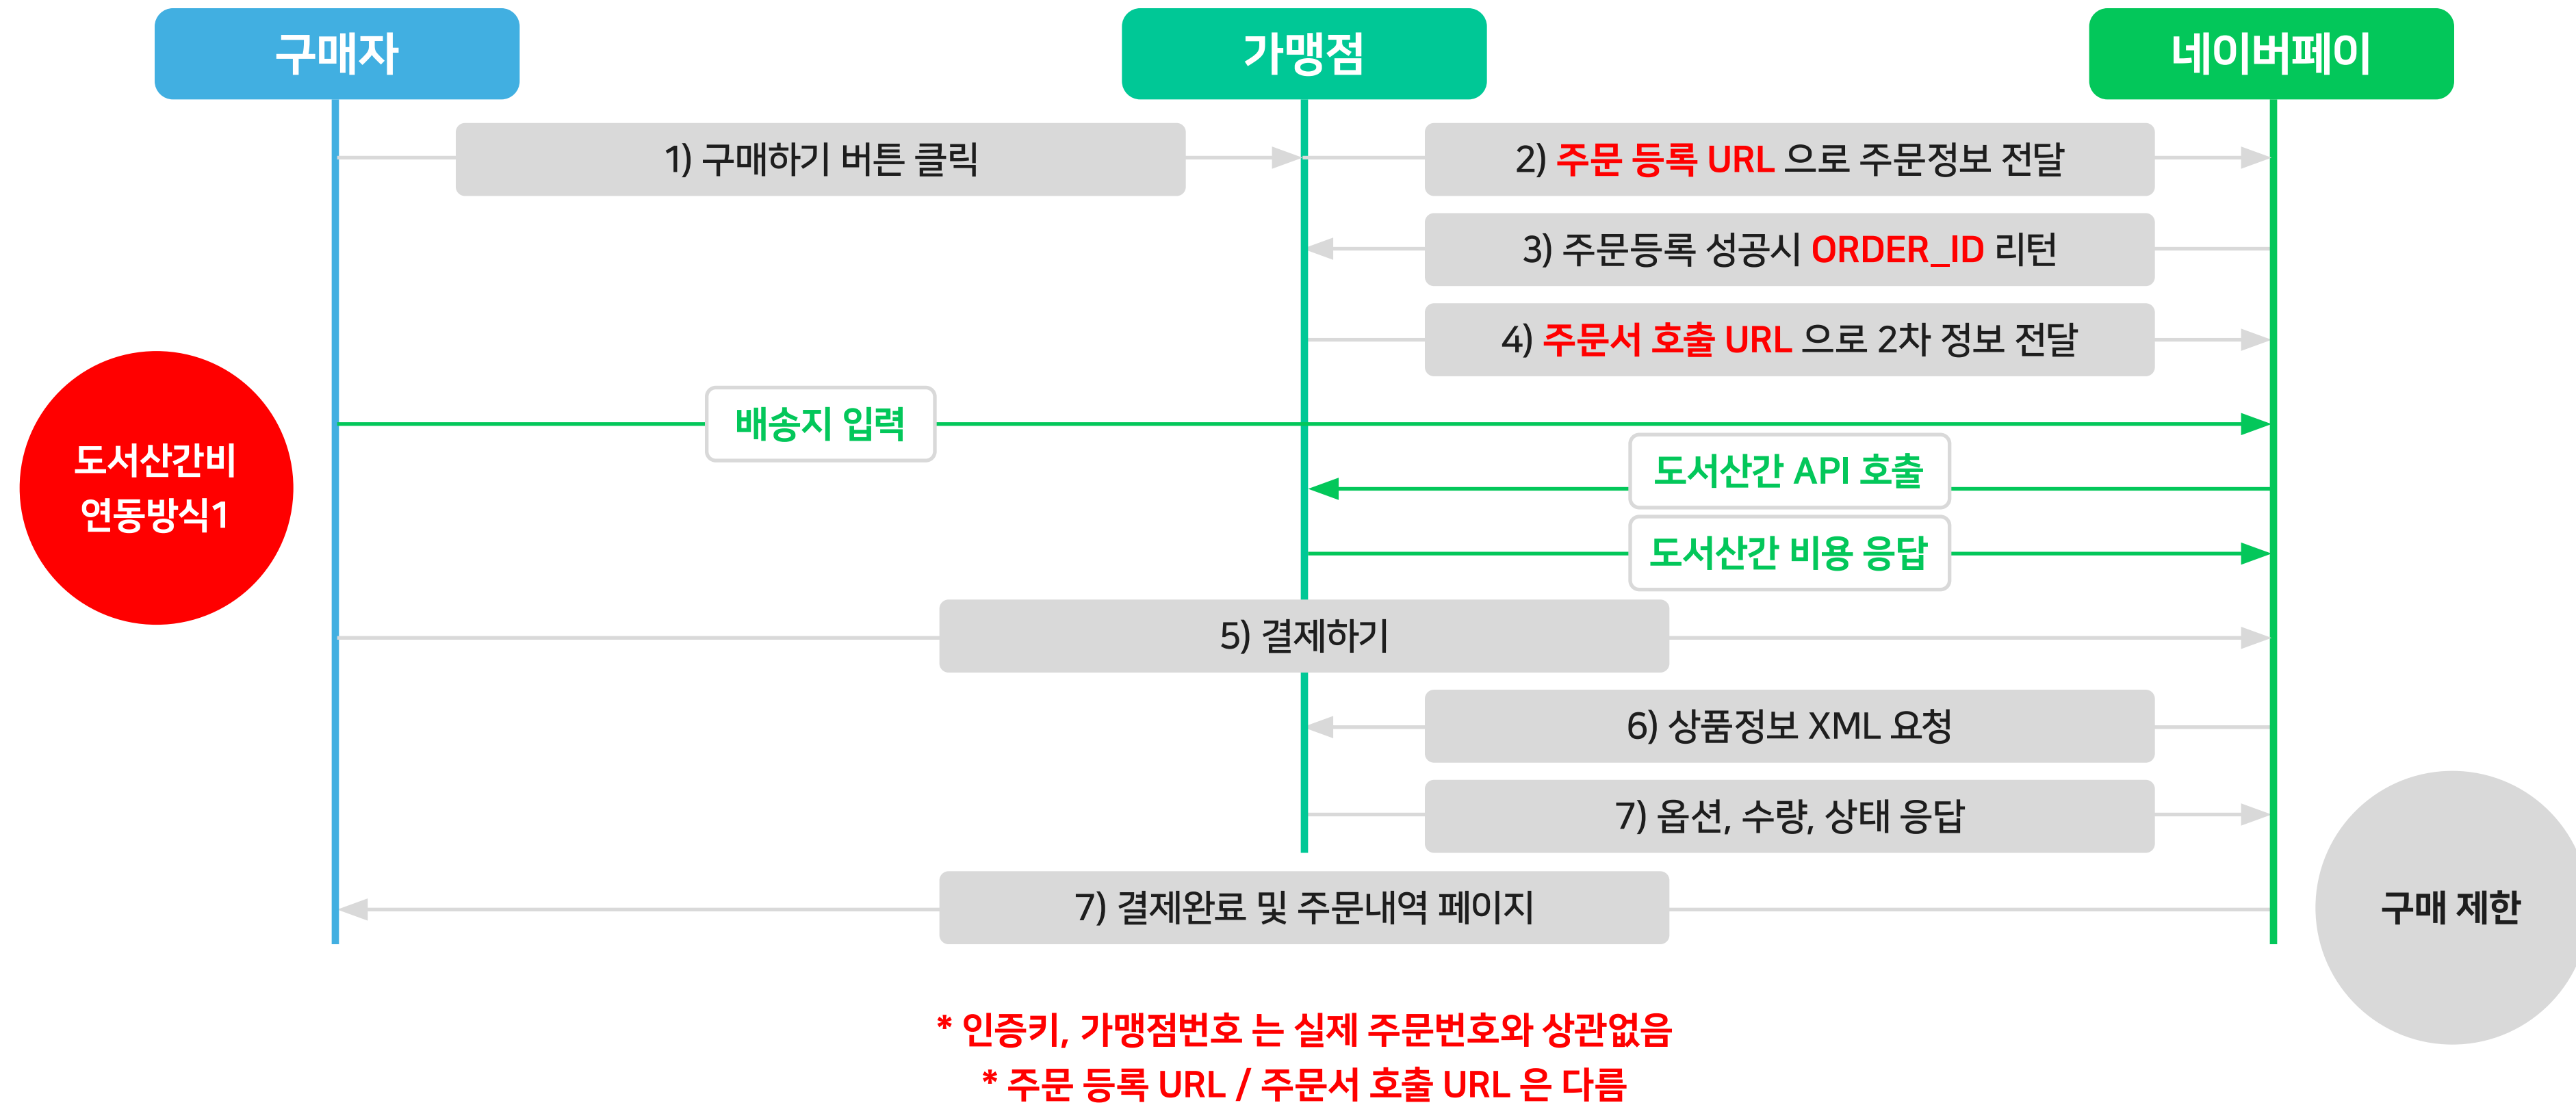 구매자
가맹점
네이버페이
1) 구매하기 버튼 클릭
2) 주문 등록 URL 으로 주문정보 전달
3) 주문등록 성공시 ORDER_ID 리턴
4) 주문서 호출 URL 으로 2차 정보 전달
배송지 입력
도서산간비
연동방식1
도서산간 API 호출
도서산간 비용 응답
5) 결제하기
6) 상품정보 XML 요청
7) 옵션, 수량, 상태 응답
7) 결제완료 및 주문내역 페이지
구매 제한
* 인증키, 가맹점번호 는 실제 주문번호와 상관없음
* 주문 등록 URL / 주문서 호출 URL 은 다름